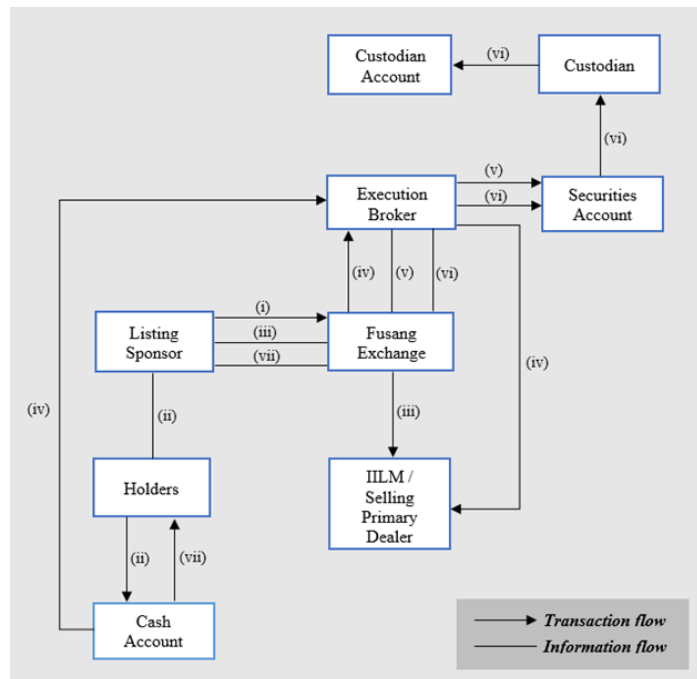 Custodian
Account
(vi)
Custodian
(vi)
Execution
Broker
(v)
(vi)
Securities
Account
(iv)
(v)
(vi)
Listing
Sponsor
(i)
(iii)
(vii)
Fusang
Exchange
(iv)
(iv)
(ii)
(iii)
Holders
IILM /
Selling
Primary
Dealer
(ii)
(vii)
Cash
Account
Transaction flow
Information flow